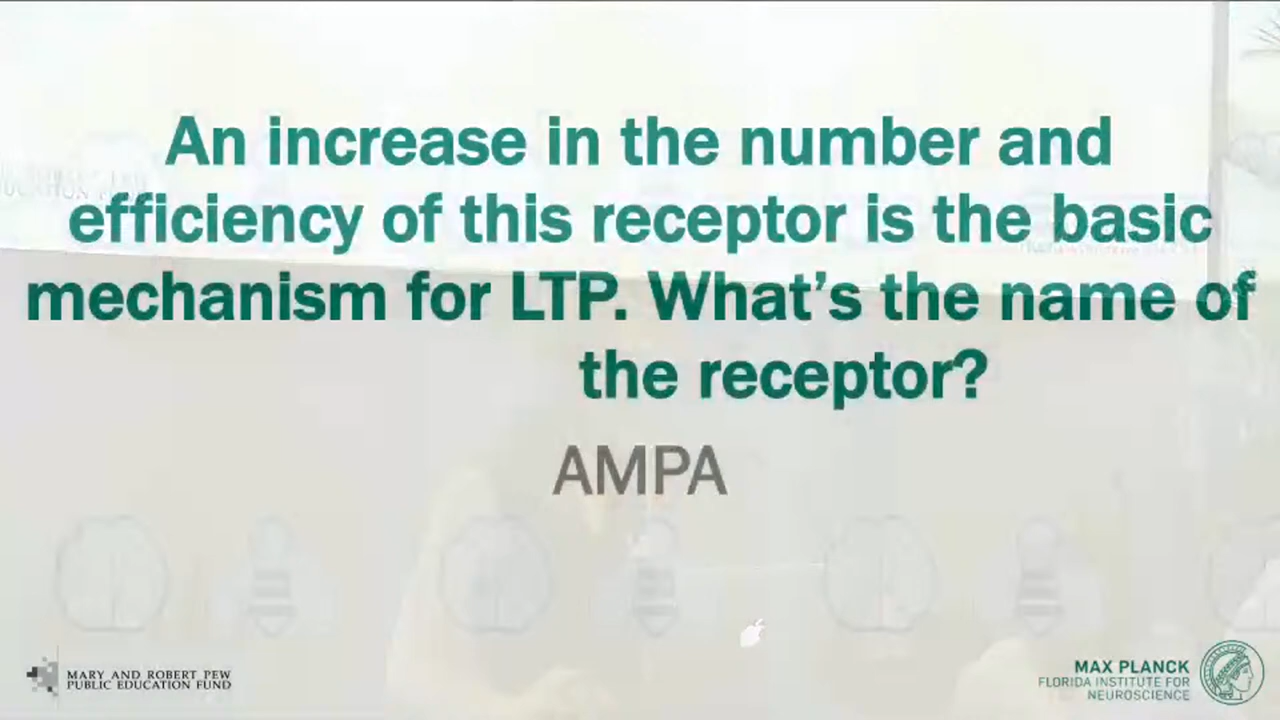 An increase in the number and
efficiency of this receptor is the basic
mechanism for LTP. What's the name of
the receptor?
AMPA
MARY AND ROBERT PEW
PUBLIC EDUCATION FUND
MAX PLANCK
FLORIDA INSTITUTE FOR
NEUROSCIENCE